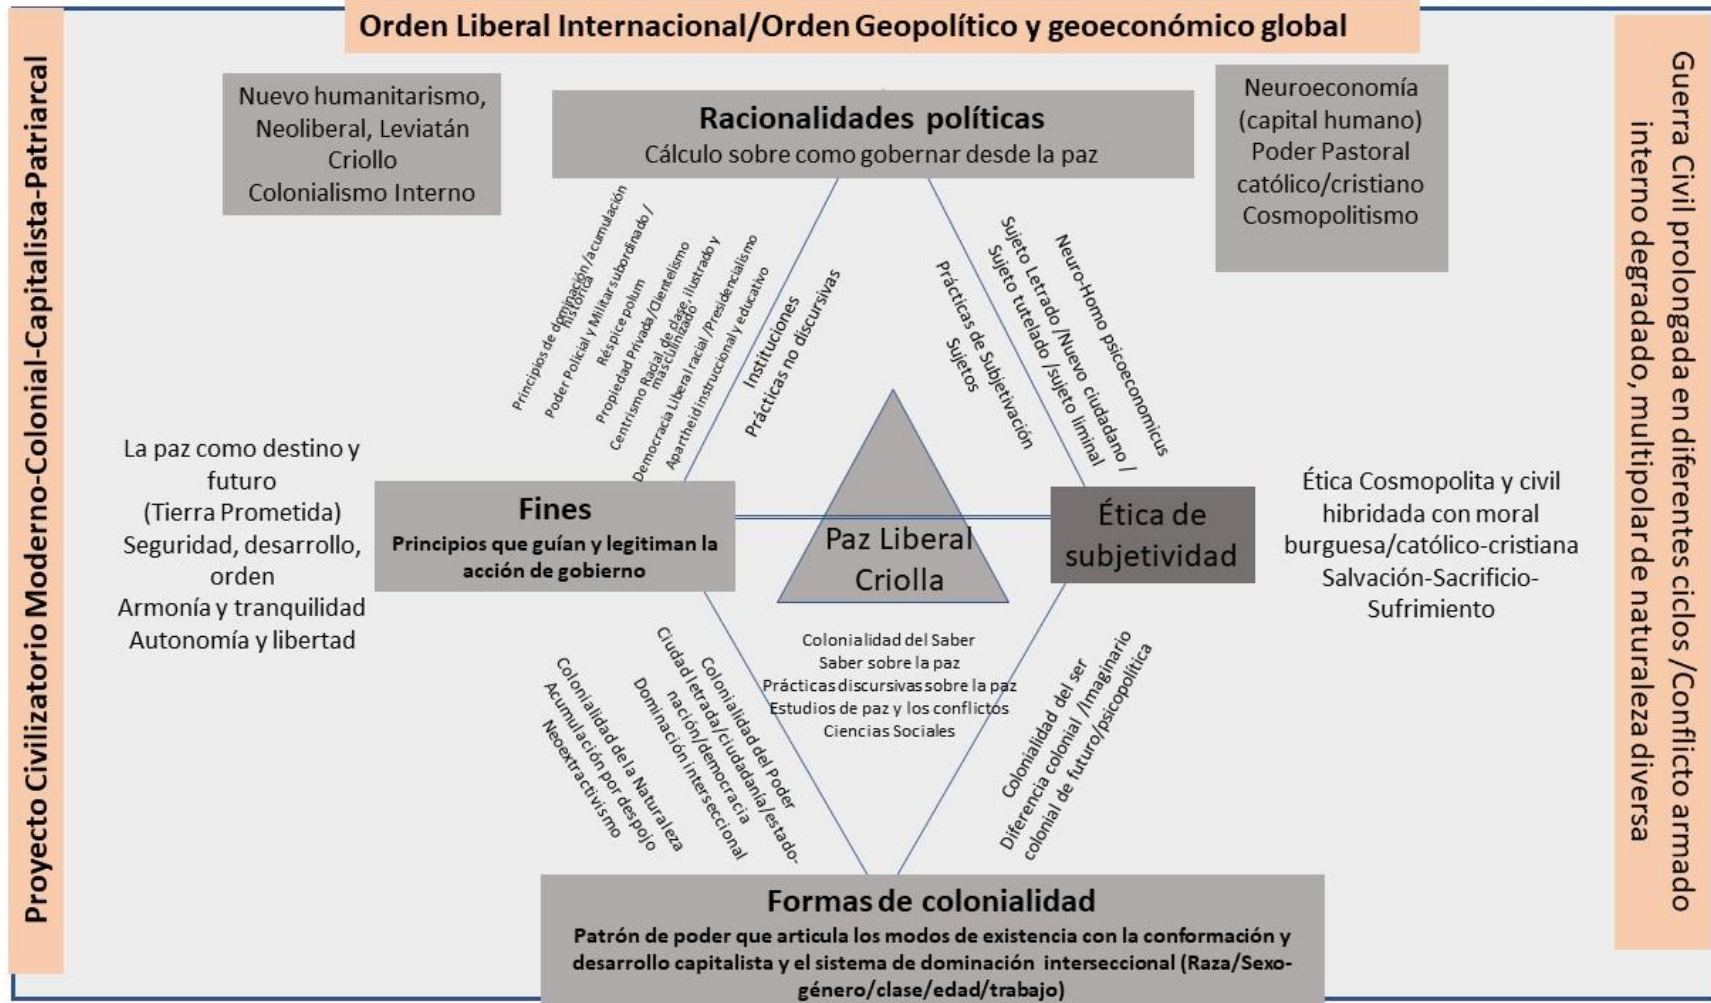 Orden Liberal Internacional/Orden Geopolítico y geoeconómico global
Proyecto Civilizatorio Moderno-Colonial-Capitalista-Patriarcal
Guerra Civil prolongada en diferentes ciclos /Conflicto armado
interno degradado, multipolar de naturaleza diversa
Nuevo humanitarismo,
Neoliberal, Leviatán
Criollo
Colonialismo Interno
Racionalidades políticas
Cálculo sobre como gobernar desde la paz
Neuroeconomía
(capital humano)
Poder Pastoral
católico/cristiano
Cosmopolitismo
Principios de dominación/acumulación
histórica
Poder Policial y Militar subordinado /
Réspice polum
Propiedad Privada/Clientelismo
Centrismo Racial de clase, ilustrado y
masculinizado
Democracia Liberal racial /Presidencialismo
Apartheid instruccional y educativo
Instituciones
Prácticas no discursivas
Prácticas de Subjetivación
Sujetos
Sujeto Letrado /Nuevo ciudadano /
Sujeto tutelado /sujeto liminal
Neuro-Homo psicoeconomicus
La paz como destino y
futuro
(Tierra Prometida)
Seguridad, desarrollo,
orden
Armonía y tranquilidad
Autonomía y libertad
Fines
Principios que guían y legitiman la
acción de gobierno
Paz Liberal
Criolla
Ética de
subjetividad
Ética Cosmopolita y civil
hibridada con moral
burguesa/católico-cristiana
Salvación-Sacrificio-
Sufrimiento
Colonialidad del Saber
Saber sobre la paz
Prácticas discursivas sobre la paz
Estudios de paz y los conflictos
Ciencias Sociales
Colonialidad de la Naturaleza
Acumulación por despojo
Neoextractivismo
Colonialidad del Poder
Ciudad letrada/ciudadanía/estado-
nación/democracia
Dominación interseccional
Colonialidad del ser
Diferencia colonial /Imaginario
colonial de futuro/psicopolítica
Formas de colonialidad
Patrón de poder que articula los modos de existencia con la conformación y
desarrollo capitalista y el sistema de dominación interseccional (Raza/Sexo-
género/clase/edad/trabajo)